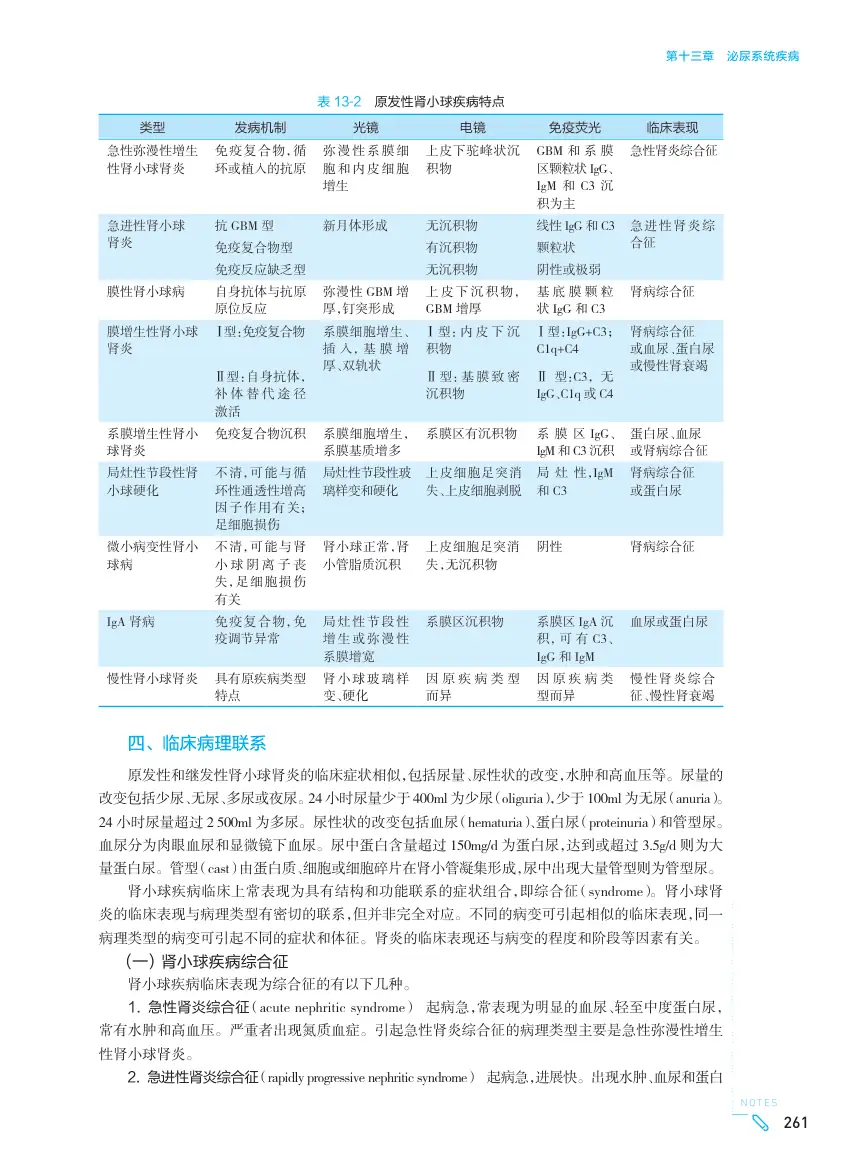 第十三章 泌尿系统疾病
表 13-2 原发性肾小球疾病特点
类型 发病机制 光镜 电镜 免疫荧光 临床表现
急性弥漫性增生 免疫复合物,循 弥漫性系膜细 上皮下驼峰状沉 GBM 和系膜 急性肾炎综合征
性肾小球肾炎 环或植入的抗原 胞和内皮细胞 积物 区颗粒状 IgG、
增生 IgM 和 C3 沉
积为主
急进性肾小球 抗 GBM 型 新月体形成 无沉积物 线性 IgG 和 C3 急进性肾炎综
肾炎 免疫复合物型 有沉积物 颗粒状 合征
免疫反应缺乏型 无沉积物 阴性或极弱
膜性肾小球病 自身抗体与抗原 弥漫性 GBM 增 上皮下沉积物, 基底膜颗粒 肾病综合征
原位反应 厚,钉突形成 GBM 增厚 状 IgG 和 C3
膜增生性肾小球 Ⅰ型:免疫复合物 系膜细胞增生、 Ⅰ型:内皮下沉 Ⅰ型:IgG+C3; 肾病综合征
肾炎 插入,基膜增 积物 C1q+C4 或血尿、蛋白尿
厚、双轨状 或慢性肾衰竭
Ⅱ型:自身抗体, Ⅱ型:基膜致密 Ⅱ型:C3,无
补体替代途径 沉积物 IgG、C1q 或 C4
激活
系膜增生性肾小 免疫复合物沉积 系膜细胞增生, 系膜区有沉积物 系膜区 IgG、 蛋白尿、血尿
球肾炎 系膜基质增多 IgM 和 C3 沉积 或肾病综合征
局灶性节段性肾 不清,可能与循 局灶性节段性玻 上皮细胞足突消 局灶性,IgM 肾病综合征
小球硬化 环性通透性增高 璃样变和硬化 失、上皮细胞剥脱 和 C3 或蛋白尿
因子作用有关;
足细胞损伤
微小病变性肾小 不清,可能与肾 肾小球正常,肾 上皮细胞足突消 阴性 肾病综合征
球病 小球阴离子丧 小管脂质沉积 失,无沉积物
失,足细胞损伤
有关
IgA 肾病 免疫复合物,免 局灶性节段性 系膜区沉积物 系膜区 IgA 沉 血尿或蛋白尿
疫调节异常 增生或弥漫性 积,可有 C3、
系膜增宽 IgG 和 IgM
慢性肾小球肾炎 具有原疾病类型 肾小球玻璃样 因原疾病类型 因原疾病类 慢性肾炎综合
特点 变、硬化 而异 型而异 征、慢性肾衰竭
四、临床病理联系
原发性和继发性肾小球肾炎的临床症状相似,包括尿量、尿性状的改变,水肿和高血压等。尿量的
改变包括少尿、无尿、多尿或夜尿。24 小时尿量少于 400ml 为少尿(oliguria),少于 100ml 为无尿(anuria)。
24 小时尿量超过 2 500ml 为多尿。尿性状的改变包括血尿(hematuria)、蛋白尿(proteinuria)和管型尿。
血尿分为肉眼血尿和显微镜下血尿。尿中蛋白含量超过 150mg/d 为蛋白尿,达到或超过 3.5g/d 则为大
量蛋白尿。管型(cast)由蛋白质、细胞或细胞碎片在肾小管凝集形成,尿中出现大量管型则为管型尿。
肾小球疾病临床上常表现为具有结构和功能联系的症状组合,即综合征(syndrome)。肾小球肾
炎的临床表现与病理类型有密切的联系,但并非完全对应。不同的病变可引起相似的临床表现,同一
病理类型的病变可引起不同的症状和体征。肾炎的临床表现还与病变的程度和阶段等因素有关。
(一)肾小球疾病综合征
肾小球疾病临床表现为综合征的有以下几种。
1. 急性肾炎综合征(acute nephritic syndrome) 起病急,常表现为明显的血尿、轻至中度蛋白尿,
常有水肿和高血压。严重者出现氮质血症。引起急性肾炎综合征的病理类型主要是急性弥漫性增生
性肾小球肾炎。
2. 急进性肾炎综合征(rapidly progressive nephritic syndrome) 起病急,进展快。出现水肿、血尿和蛋白
NOTES
261